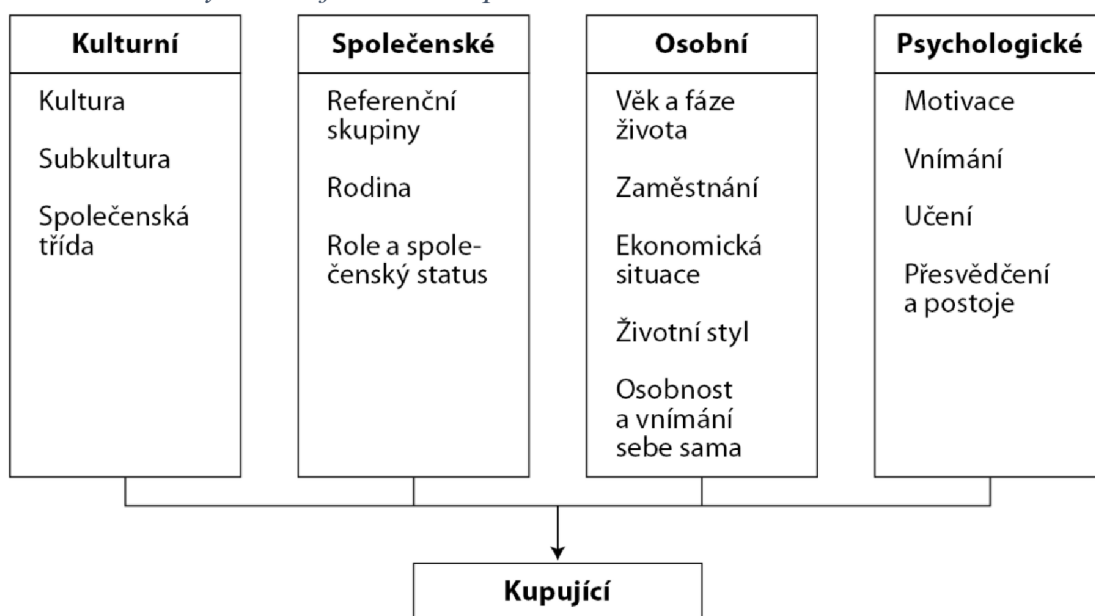 Kulturní
Kultura
Subkultura
Společenská
třída
Společenské
Referenční
skupiny
Rodina
Role a spole-
čenský status
Osobní
Věk a fáze
života
Zaměstnání
Ekonomická
situace
Životní styl
Osobnost
a vnímání
sebe sama
Psychologické
Motivace
Vnímání
Učení
Přesvědčení
a postoje
Kupující